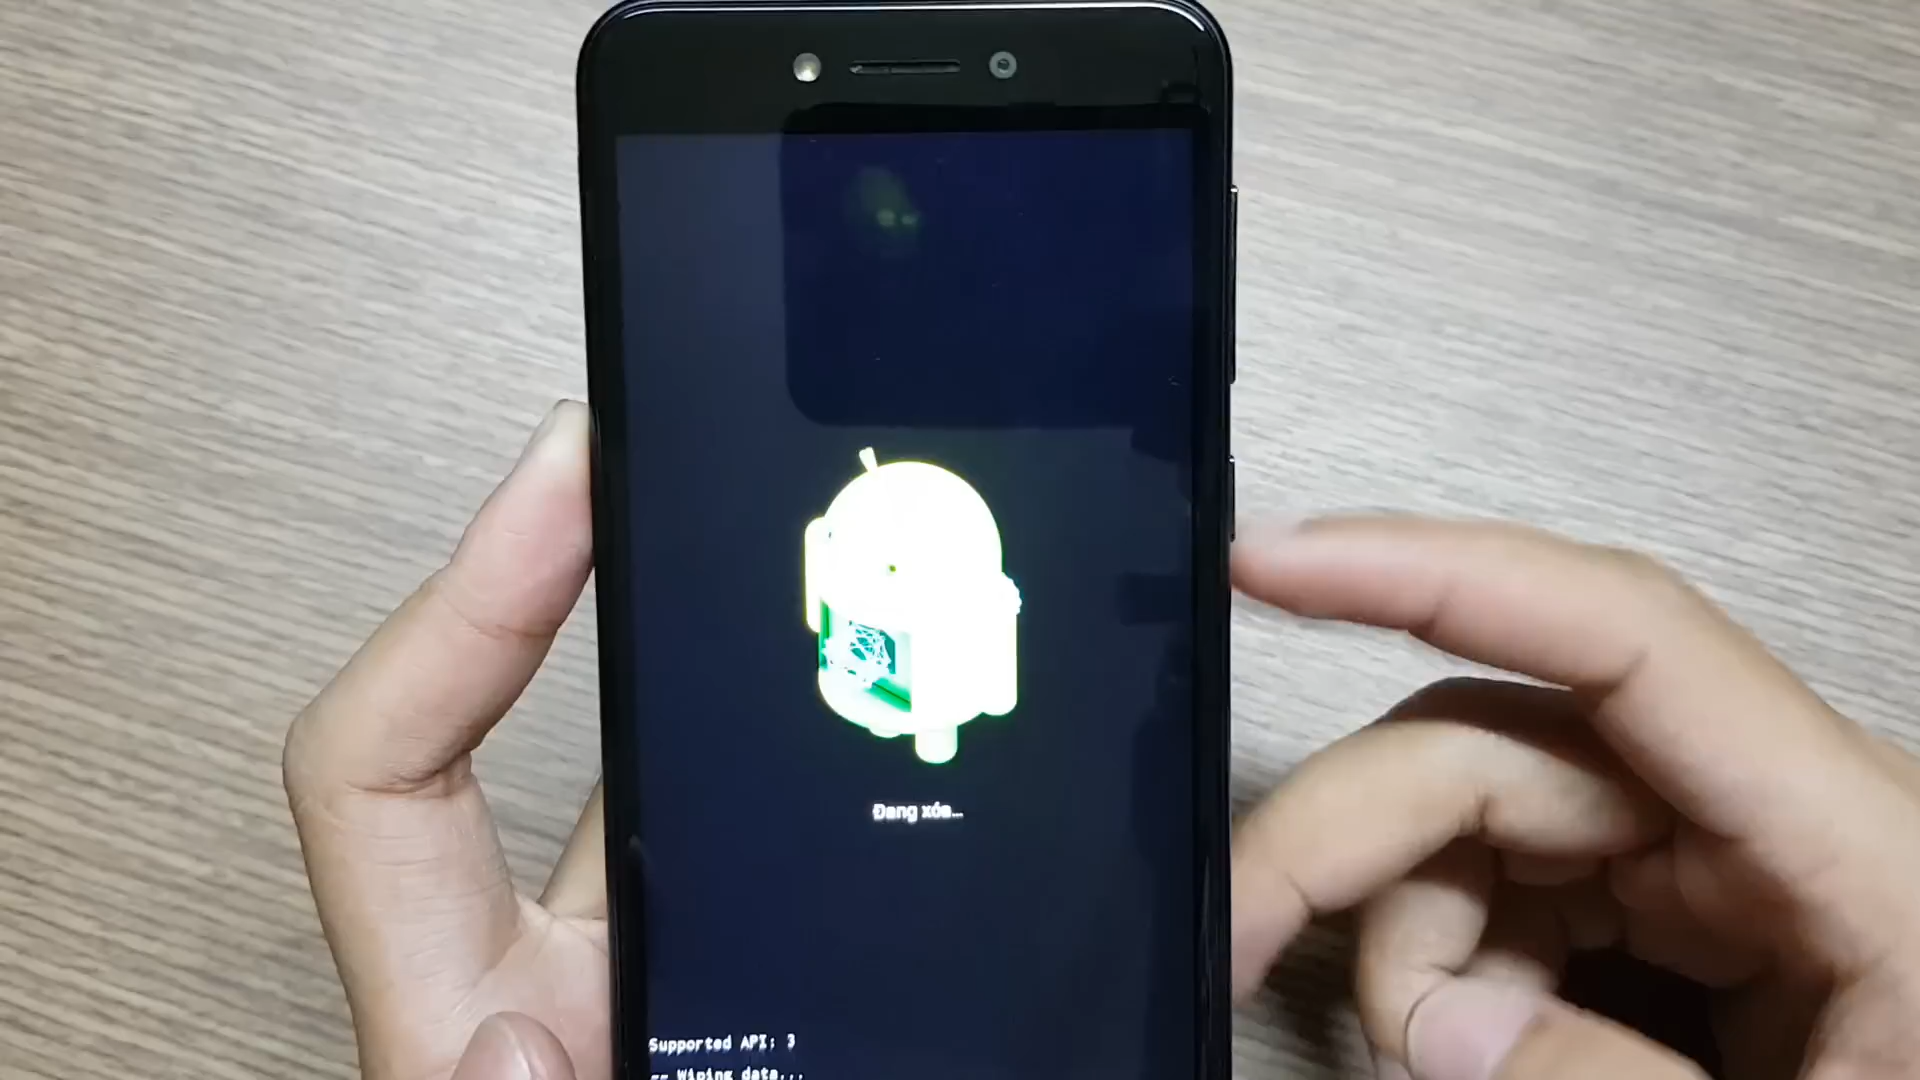 Đang xóa...
Supported API: 3
-- Wiping data...